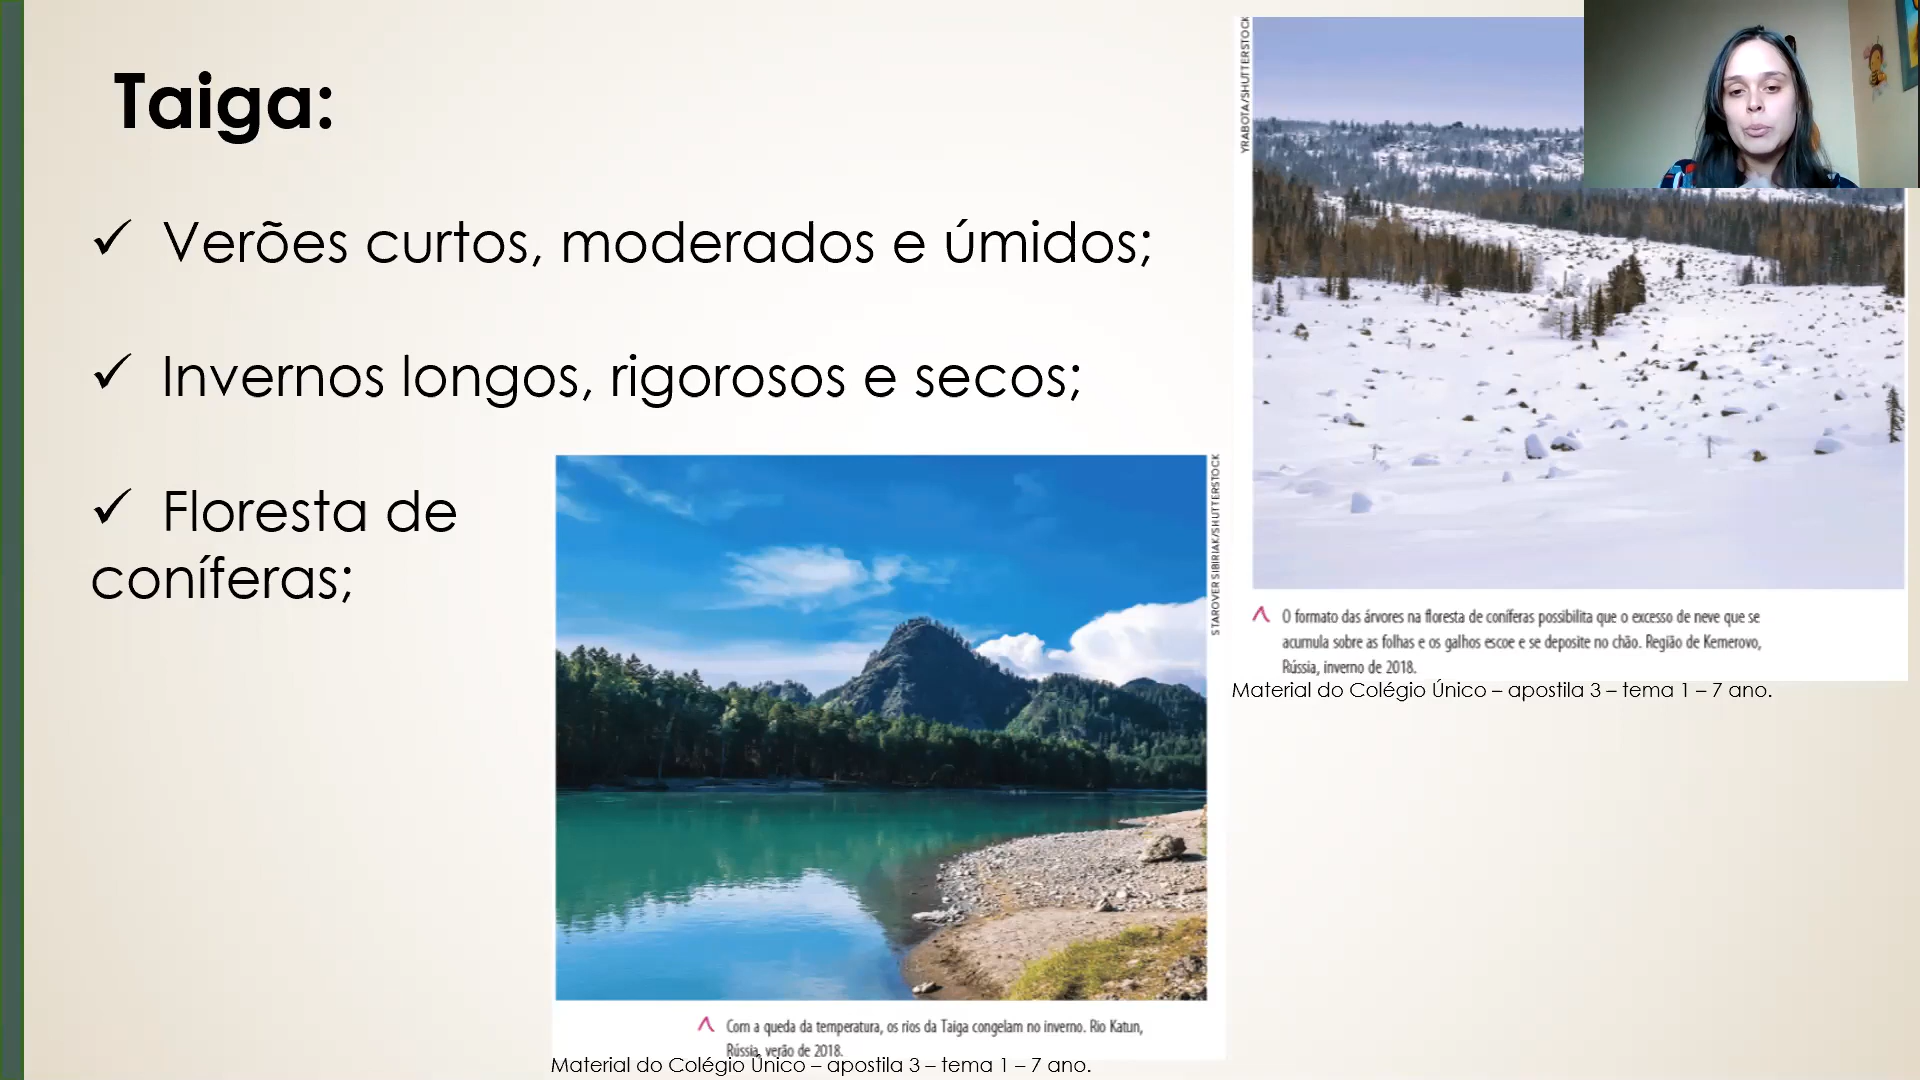 Taiga:
✓ Verões curtos, moderados e úmidos;
✓ Invernos longos, rigorosos e secos;
✓ Floresta de
coníferas;
STAROVER SIBIRIAK/SHUTTERSTOCK
Com a queda da temperatura, os rios da Taiga congelam no inverno. Rio Katun,
Rússia, verão de 2018.
Material do Colégio Único – apostila 3 – tema 1 – 7 ano.
YRABOTA/SHUTTERSTOCK
O formato das árvores na floresta de coníferas possibilita que o excesso de neve que se
acumula sobre as folhas e os galhos escoe e se deposite no chão. Região de Kemerovo,
Rússia, inverno de 2018.
Material do Colégio Único – apostila 3 – tema 1 – 7 ano.